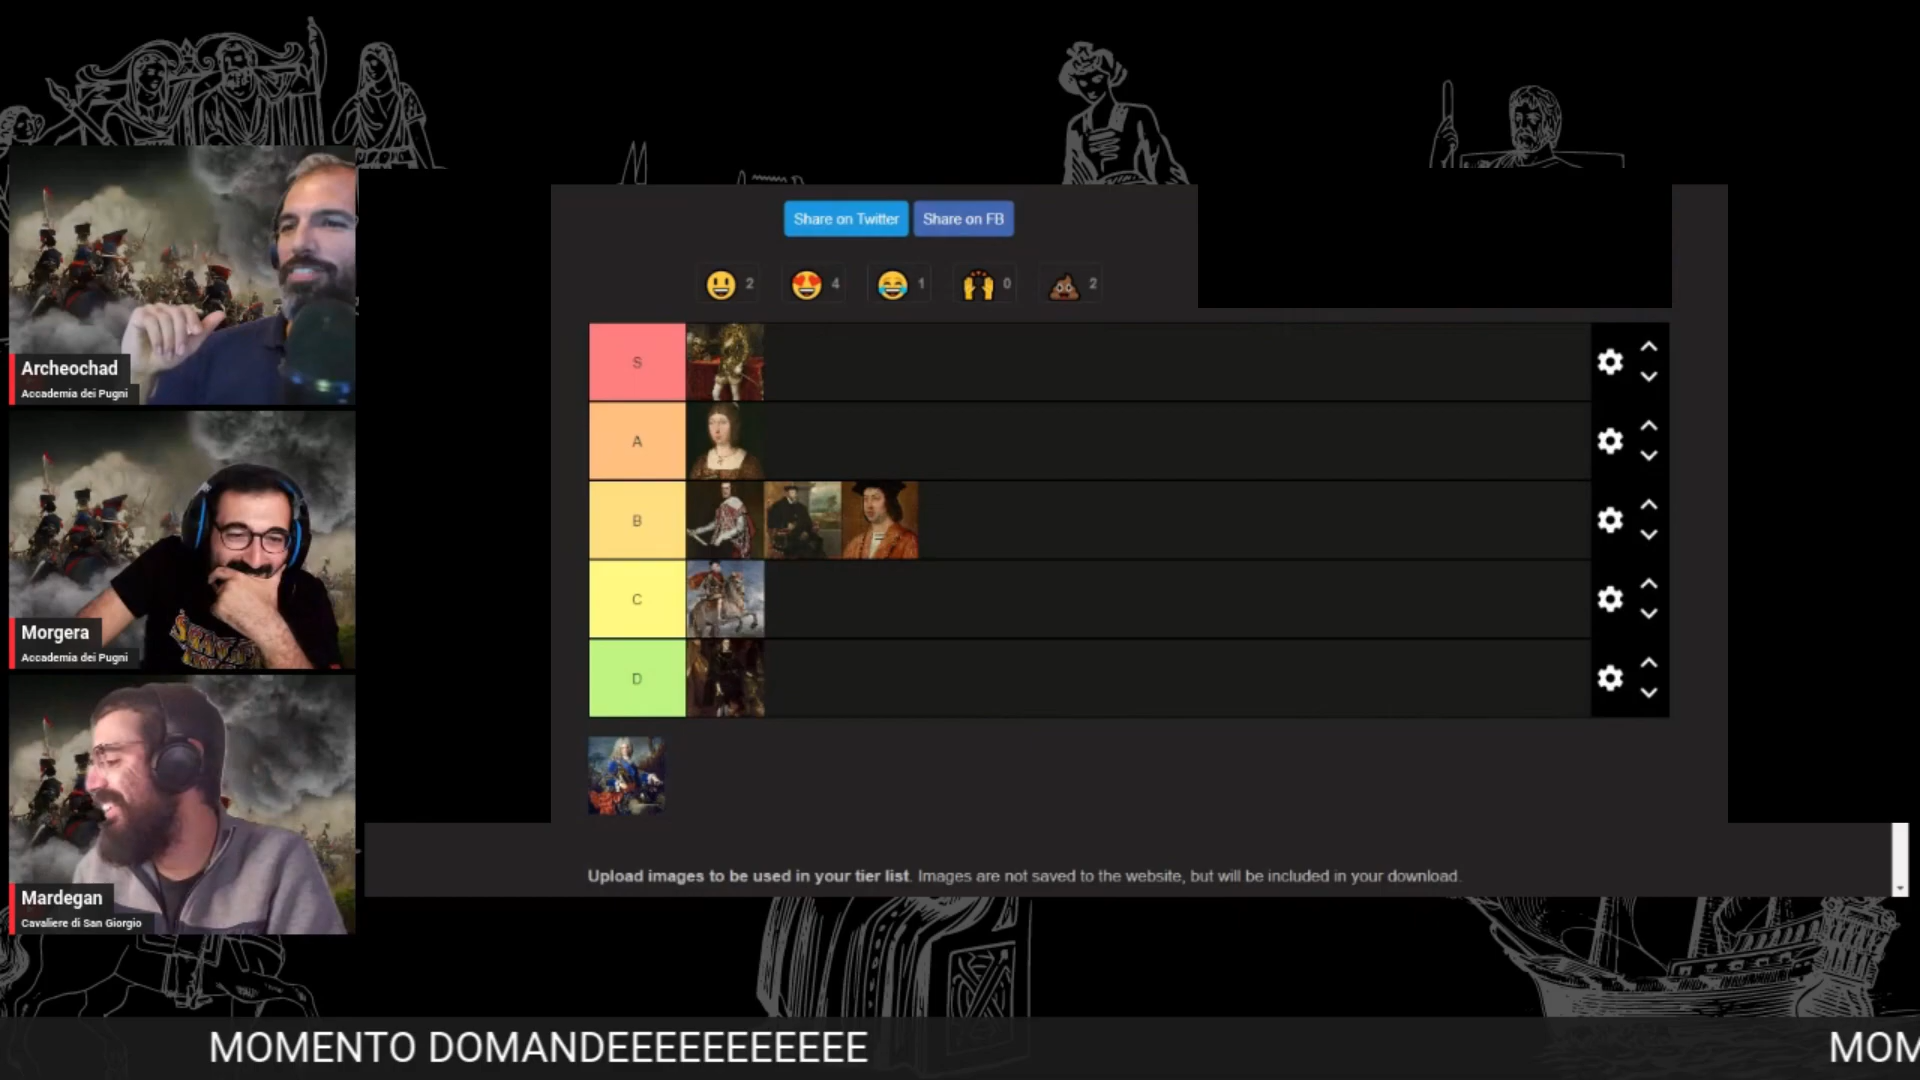 Share on Twitter
Share on FB
2
4
1
0
2
S
A
B
C
D
Archeochad
Accademia dei Pugni
Morgera
Accademia dei Pugni
Mardegan
Cavaliere di San Giorgio
Upload images to be used in your tier list. Images are not saved to the website, but will be included in your download.
MOMENTO DOMANDEEEEEEEEEEE
MOM